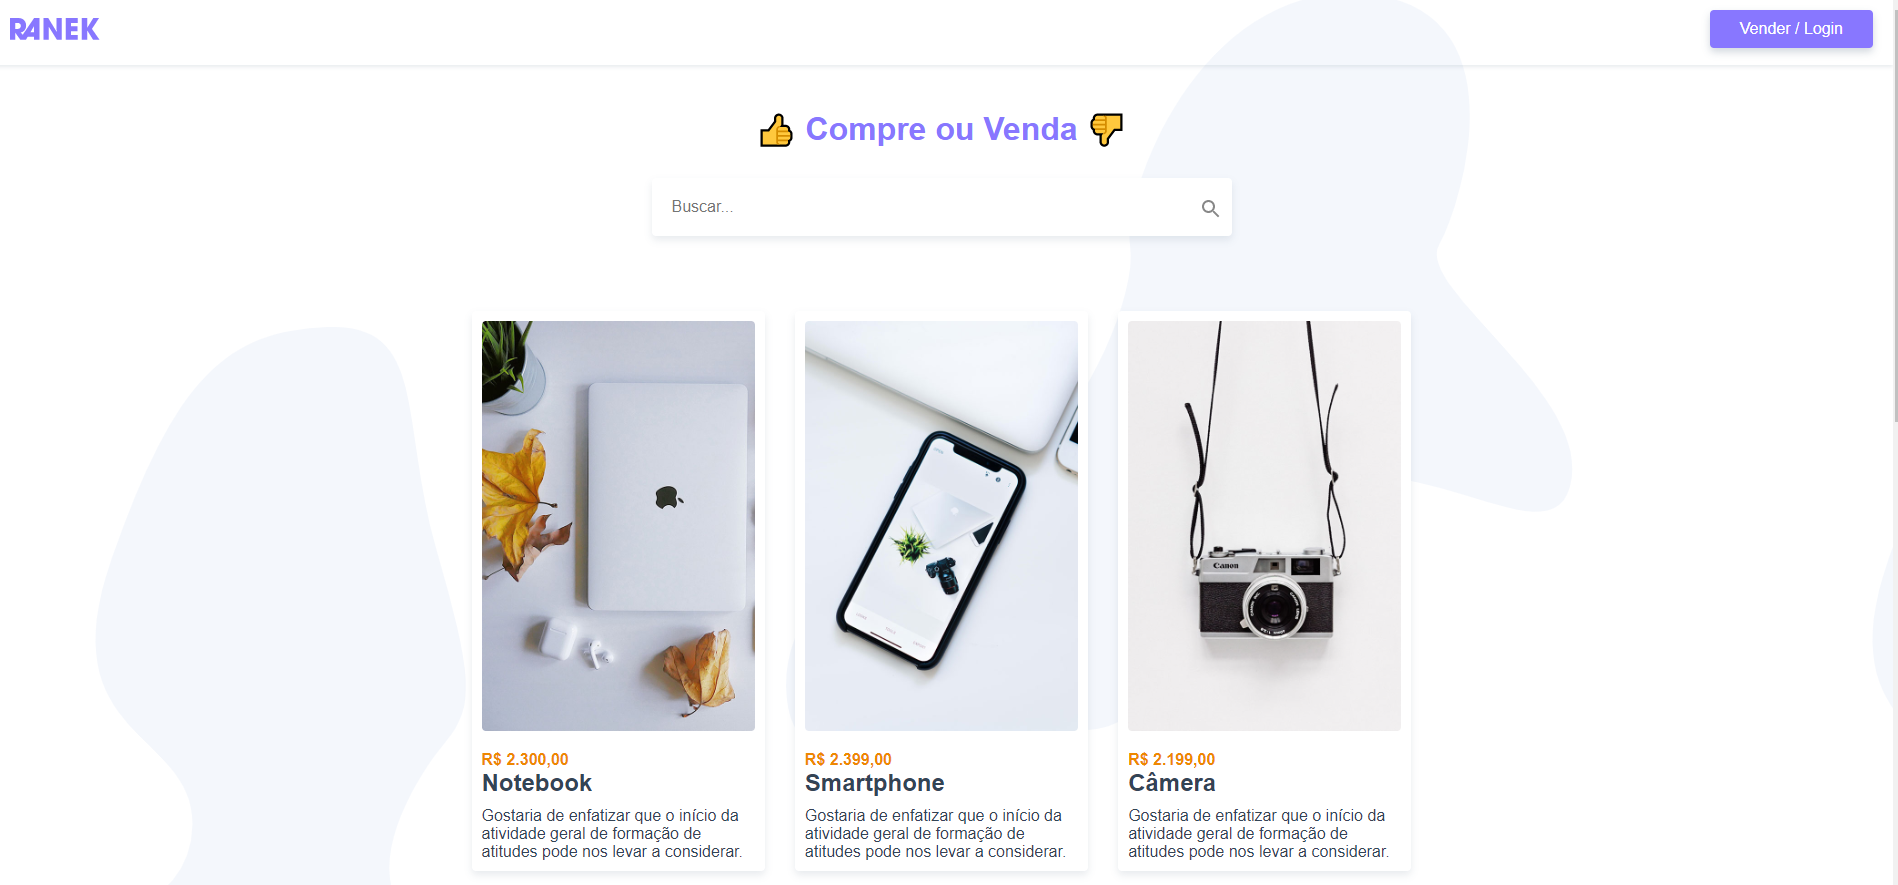 RANEK
Vender / Login
Compre ou Venda
Buscar...
Canon
R$ 2.300,00
Notebook
Gostaria de enfatizar que o início da
atividade geral de formação de
atitudes pode nos levar a considerar.
R$ 2.399,00
Smartphone
Gostaria de enfatizar que o início da
atividade geral de formação de
atitudes pode nos levar a considerar.
R$ 2.199,00
Câmera
Gostaria de enfatizar que o início da
atividade geral de formação de
atitudes pode nos levar a considerar.